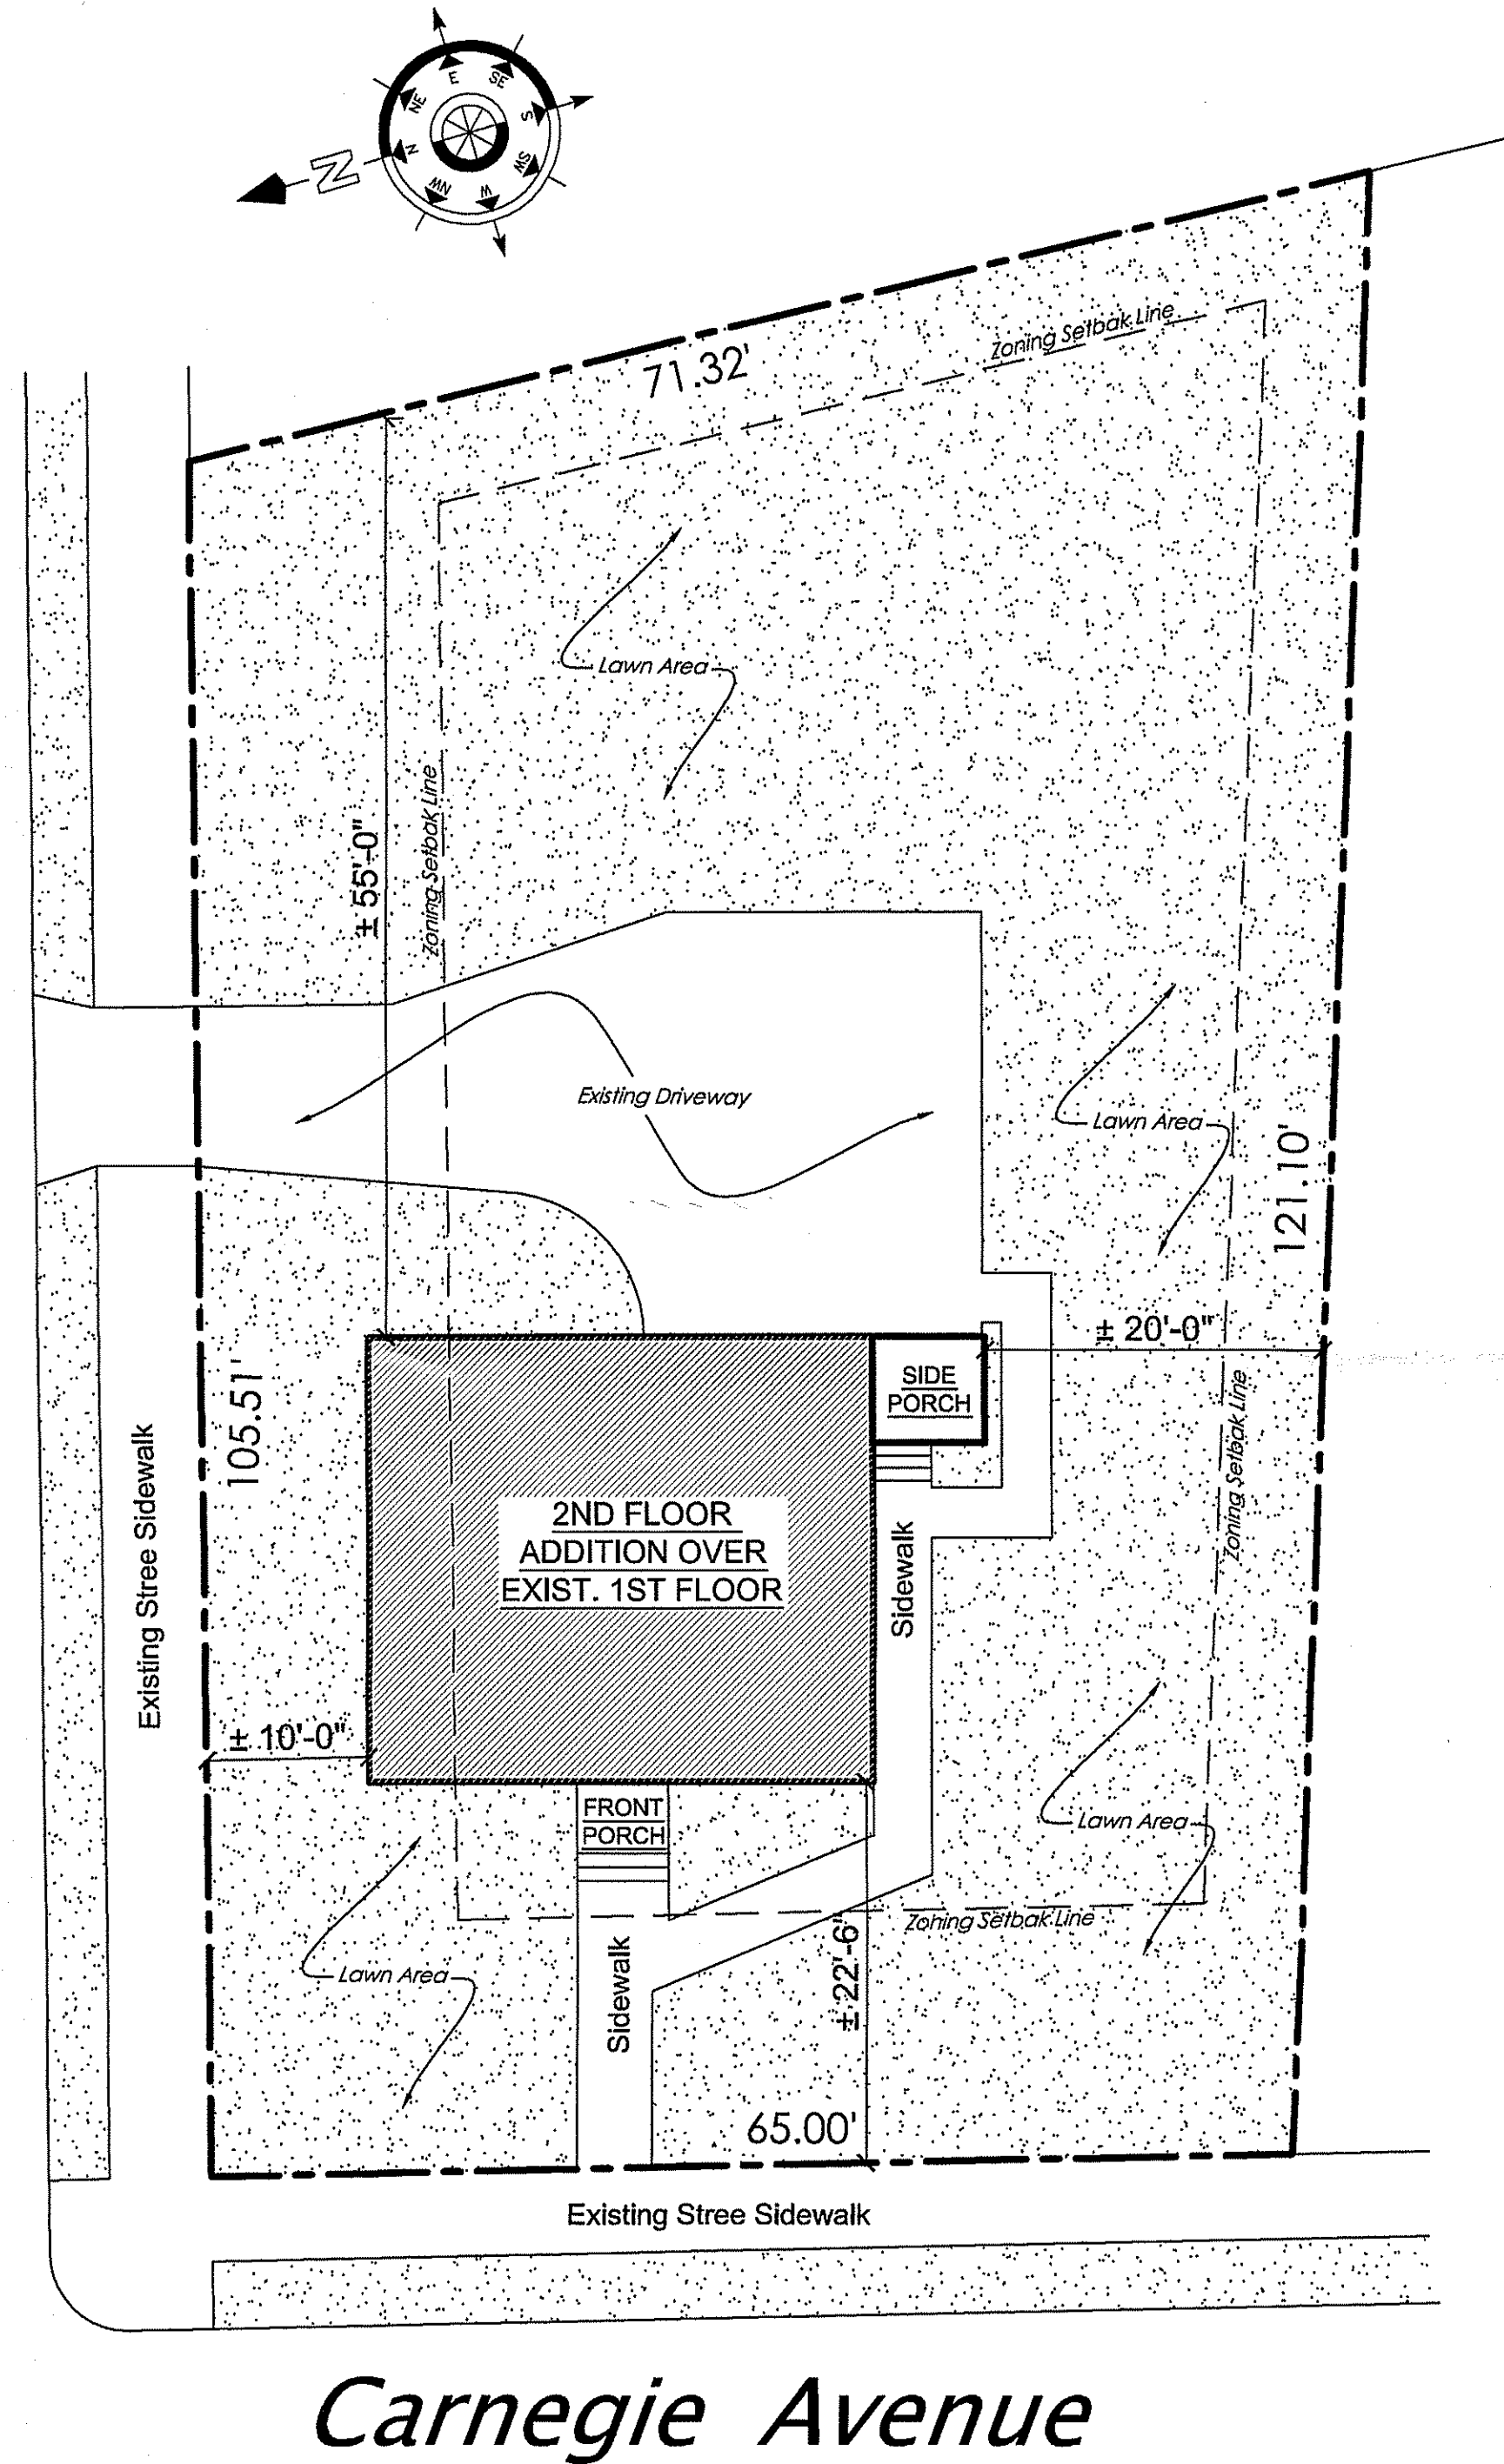 E
SE
S
SW
W
NW
N
NE
N
71.32'
Zoning Setbak Line
Lawn Area
± 55'-0"
Zoning Setbak Line
Existing Driveway
Lawn Area
121.10'
± 20'-0"
SIDE
PORCH
105.51'
Zoning Setbak Line
Existing Stree Sidewalk
2ND FLOOR
ADDITION OVER
EXIST. 1ST FLOOR
Sidewalk
± 10'-0"
FRONT
PORCH
Lawn Area
Zoning Setbak Line
Lawn Area
Sidewalk
± 22'-6"
65.00'
Existing Stree Sidewalk
Carnegie Avenue